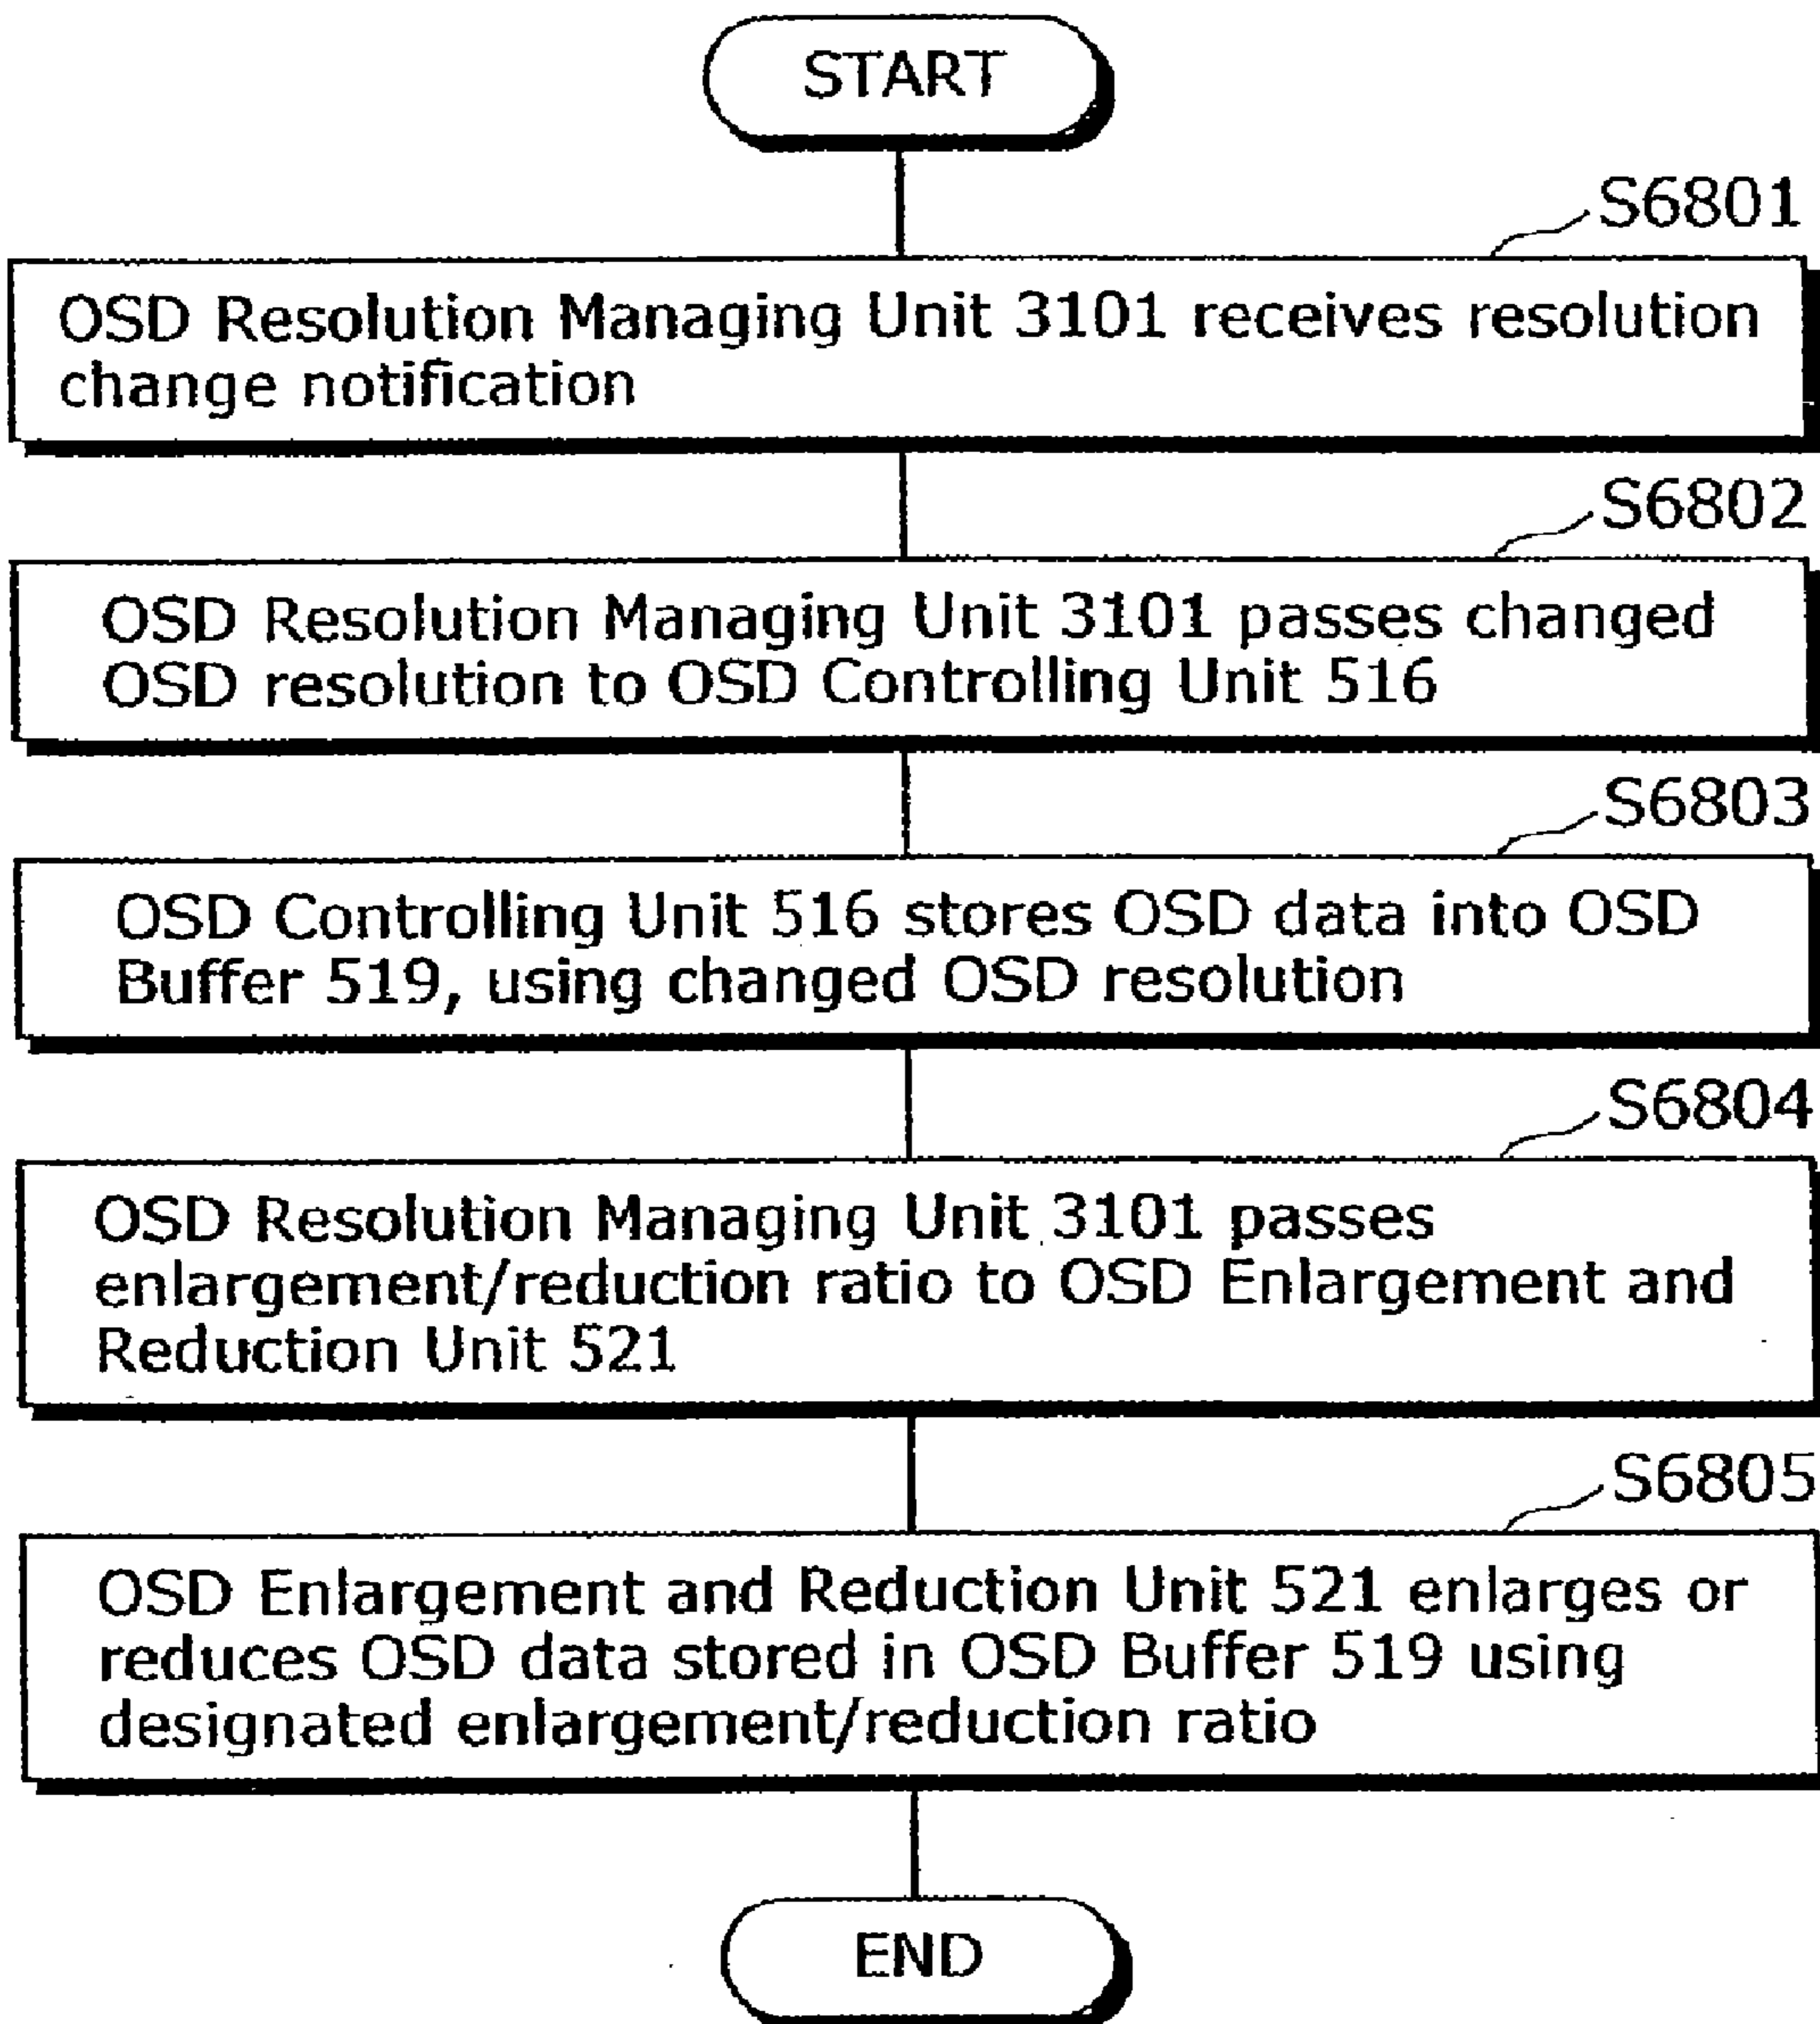 START
S6801
OSD Resolution Managing Unit 3101 receives resolution
change notification
S6802
OSD Resolution Managing Unit 3101 passes changed
OSD resolution to OSD Controlling Unit 516
S6803
OSD Controlling Unit 516 stores OSD data into OSD
Buffer 519, using changed OSD resolution
S6804
OSD Resolution Managing Unit 3101 passes
enlargement/reduction ratio to OSD Enlargement and
Reduction Unit 521
S6805
OSD Enlargement and Reduction Unit 521 enlarges or
reduces OSD data stored in OSD Buffer 519 using
designated enlargement/reduction ratio
END